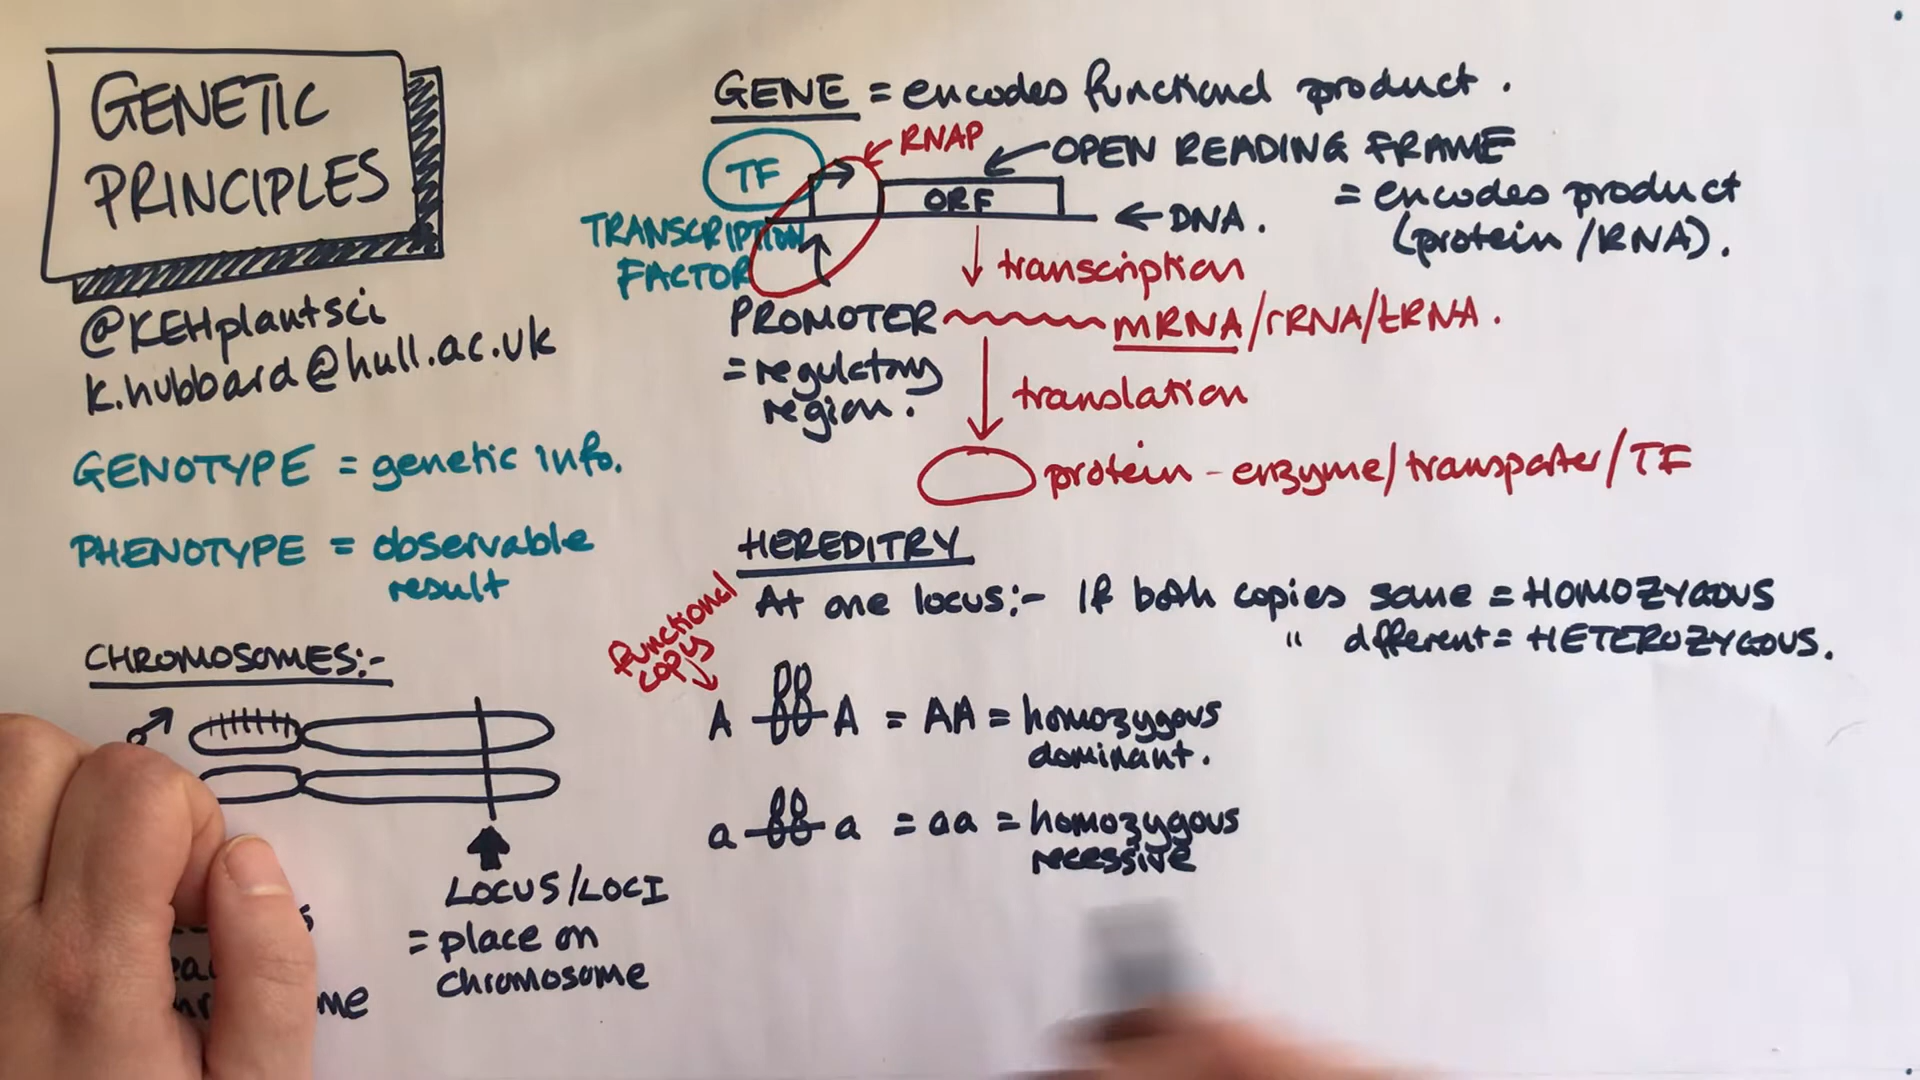 GENETIC
PRINCIPLES
@KEHplantsci
k.hubbard@hull.ac.uk
GENOTYPE = genetic info.
PHENOTYPE = observable
result
CHROMOSOMES:-
♂
LOCUS/LOCI
= place on
chromosome
me
GENE = encodes functional product.
TF
RNAP
OPEN READING FRAME
= encodes product
(protein/RNA).
ORF
← DNA.
TRANSCRIPTION
FACTOR
transcription
PROMOTER
= regulatory
region.
mRNA/rRNA/tRNA.
translation
protein - enzyme/transporter/TF
HEREDITRY
At one locus:- If both copies same = HOMOZYGOUS
" different = HETEROZYGOUS.
functional
copy
A A = AA = homozygous
dominant.
a a = aa = homozygous
recessive